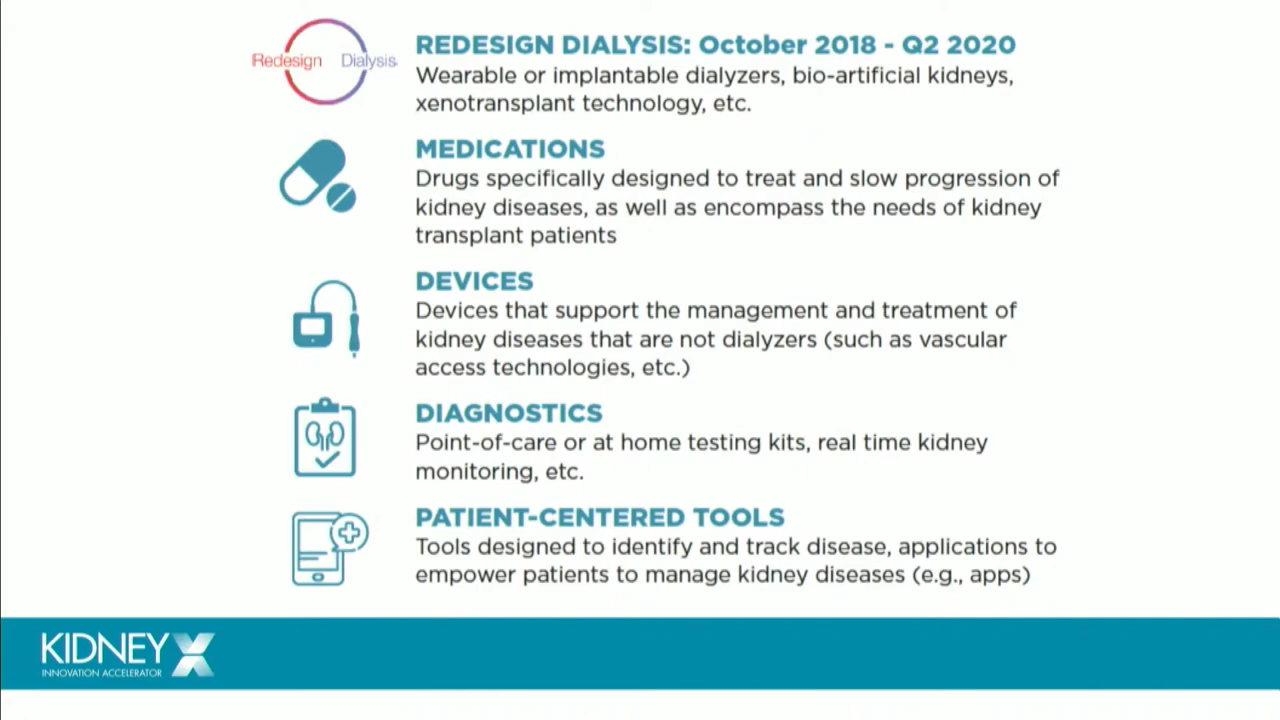 Redesign Dialysis
REDESIGN DIALYSIS: October 2018 - Q2 2020
Wearable or implantable dialyzers, bio-artificial kidneys,
xenotransplant technology, etc.
MEDICATIONS
Drugs specifically designed to treat and slow progression of
kidney diseases, as well as encompass the needs of kidney
transplant patients
DEVICES
Devices that support the management and treatment of
kidney diseases that are not dialyzers (such as vascular
access technologies, etc.)
DIAGNOSTICS
Point-of-care or at home testing kits, real time kidney
monitoring, etc.
PATIENT-CENTERED TOOLS
Tools designed to identify and track disease, applications to
empower patients to manage kidney diseases (e.g., apps)
KIDNEY X
INNOVATION ACCELERATOR